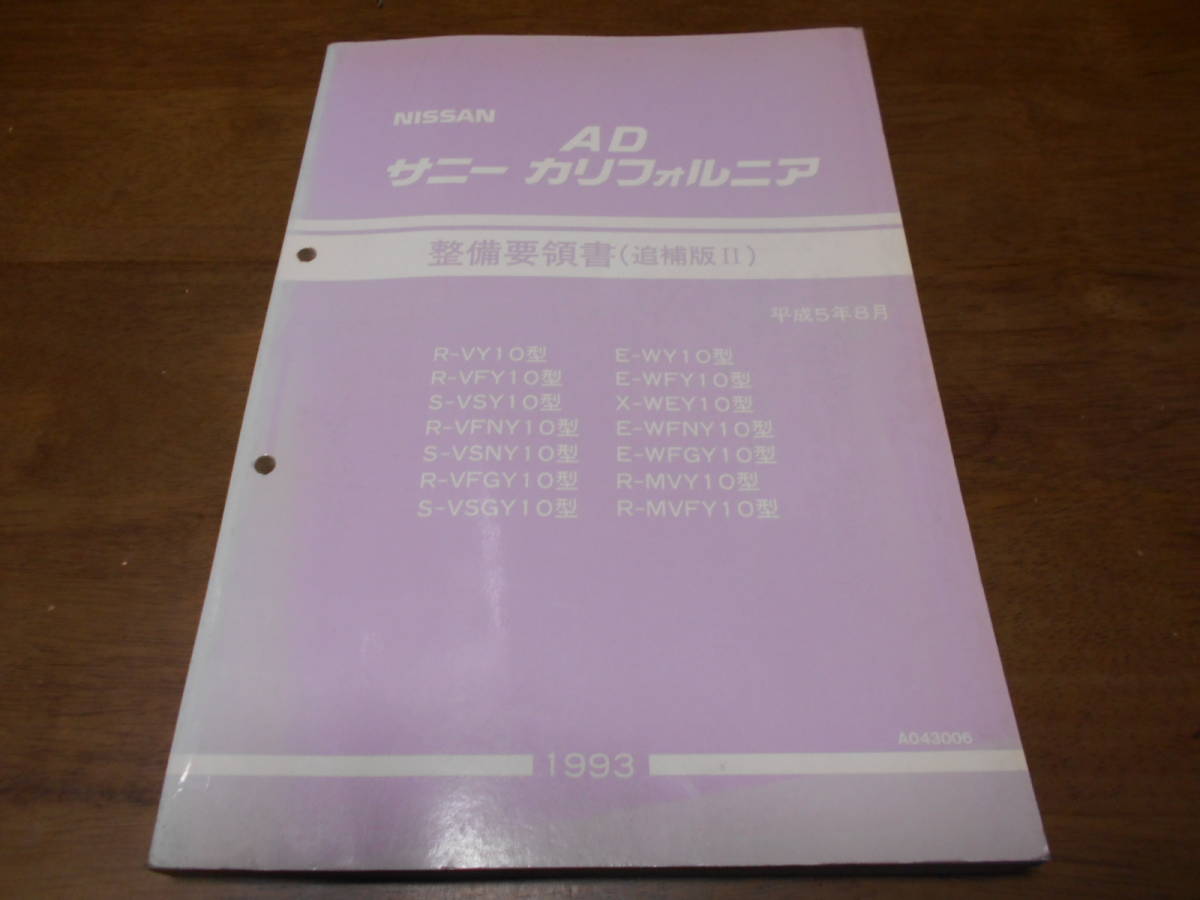 NISSAN
AD
サニー カリフォルニア
整備要領書(追補版II)
平成5年8月
R-VY10型
R-VFY10型
S-VSY10型
R-VFNY10型
S-VSNY10型
R-VFGY10型
S-VSGY10型
E-WY10型
E-WFY10型
X-WEY10型
E-WFNY10型
E-WFGY10型
R-MVY10型
R-MVFY10型
A043006
1993